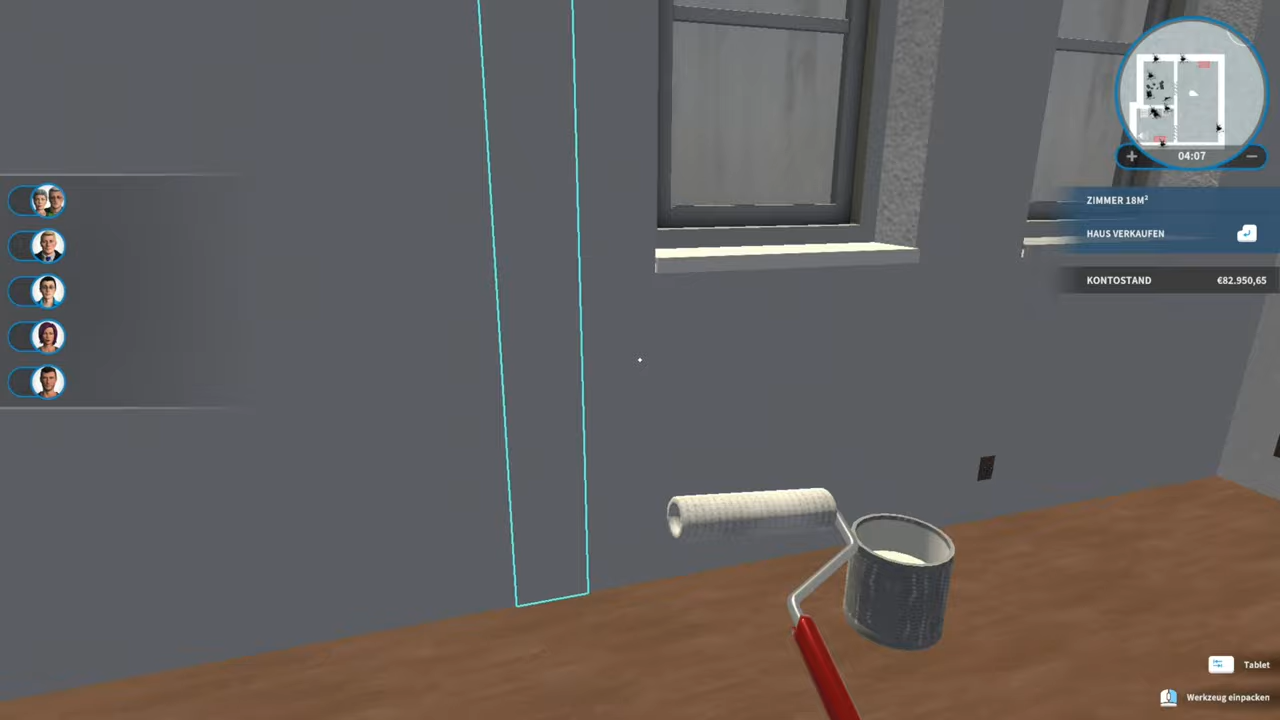 04:07
ZIMMER 18M²
HAUS VERKAUFEN
KONTOSTAND €82.950,65
Tablet
Werkzeug einpacken